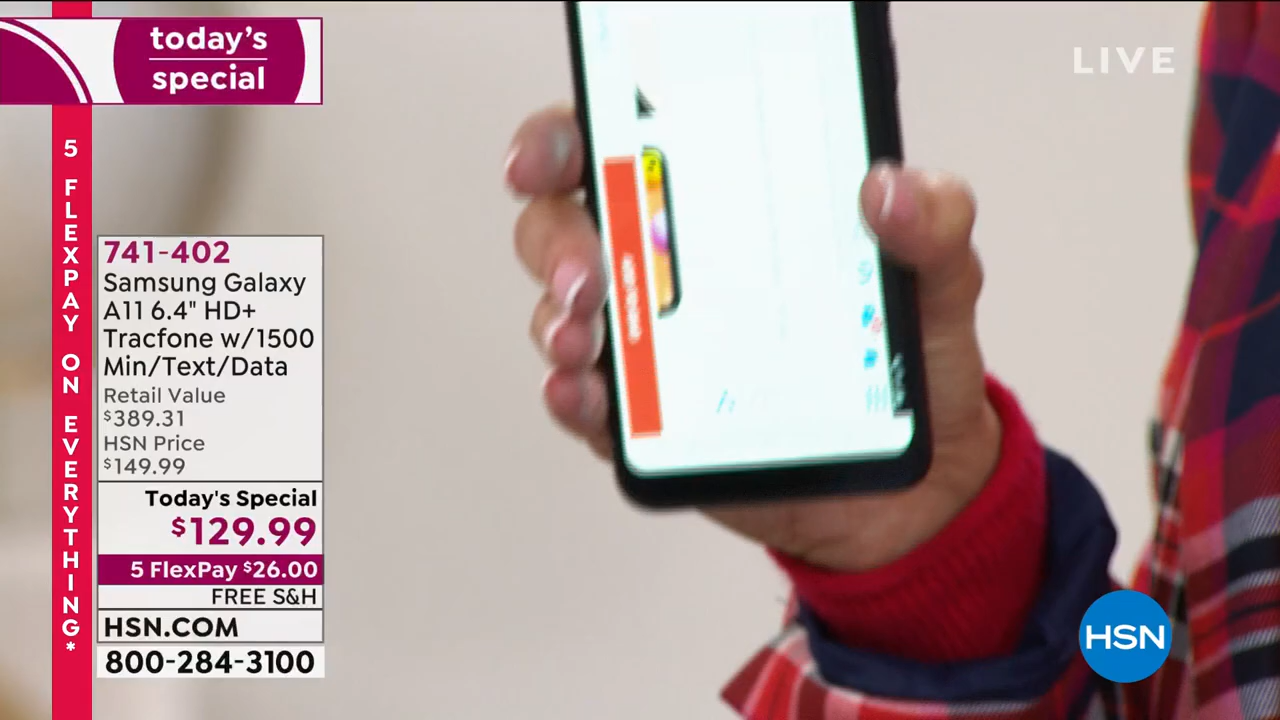 today's
special
LIVE
5 FLEXPAY ON EVERYTHING*
741-402
Samsung Galaxy
A11 6.4" HD+
Tracfone w/1500
Min/Text/Data
Retail Value
$389.31
HSN Price
$149.99
Today's Special
$129.99
5 FlexPay $26.00
FREE S&H
HSN.COM
800-284-3100
HSN